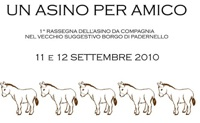 UN ASINO PER AMICO
1° RASSEGNA DELL'ASINO DA COMPAGNIA
NEL VECCHIO SUGGESTIVO BORGO DI PADERNELLO
11 E 12 SETTEMBRE 2010